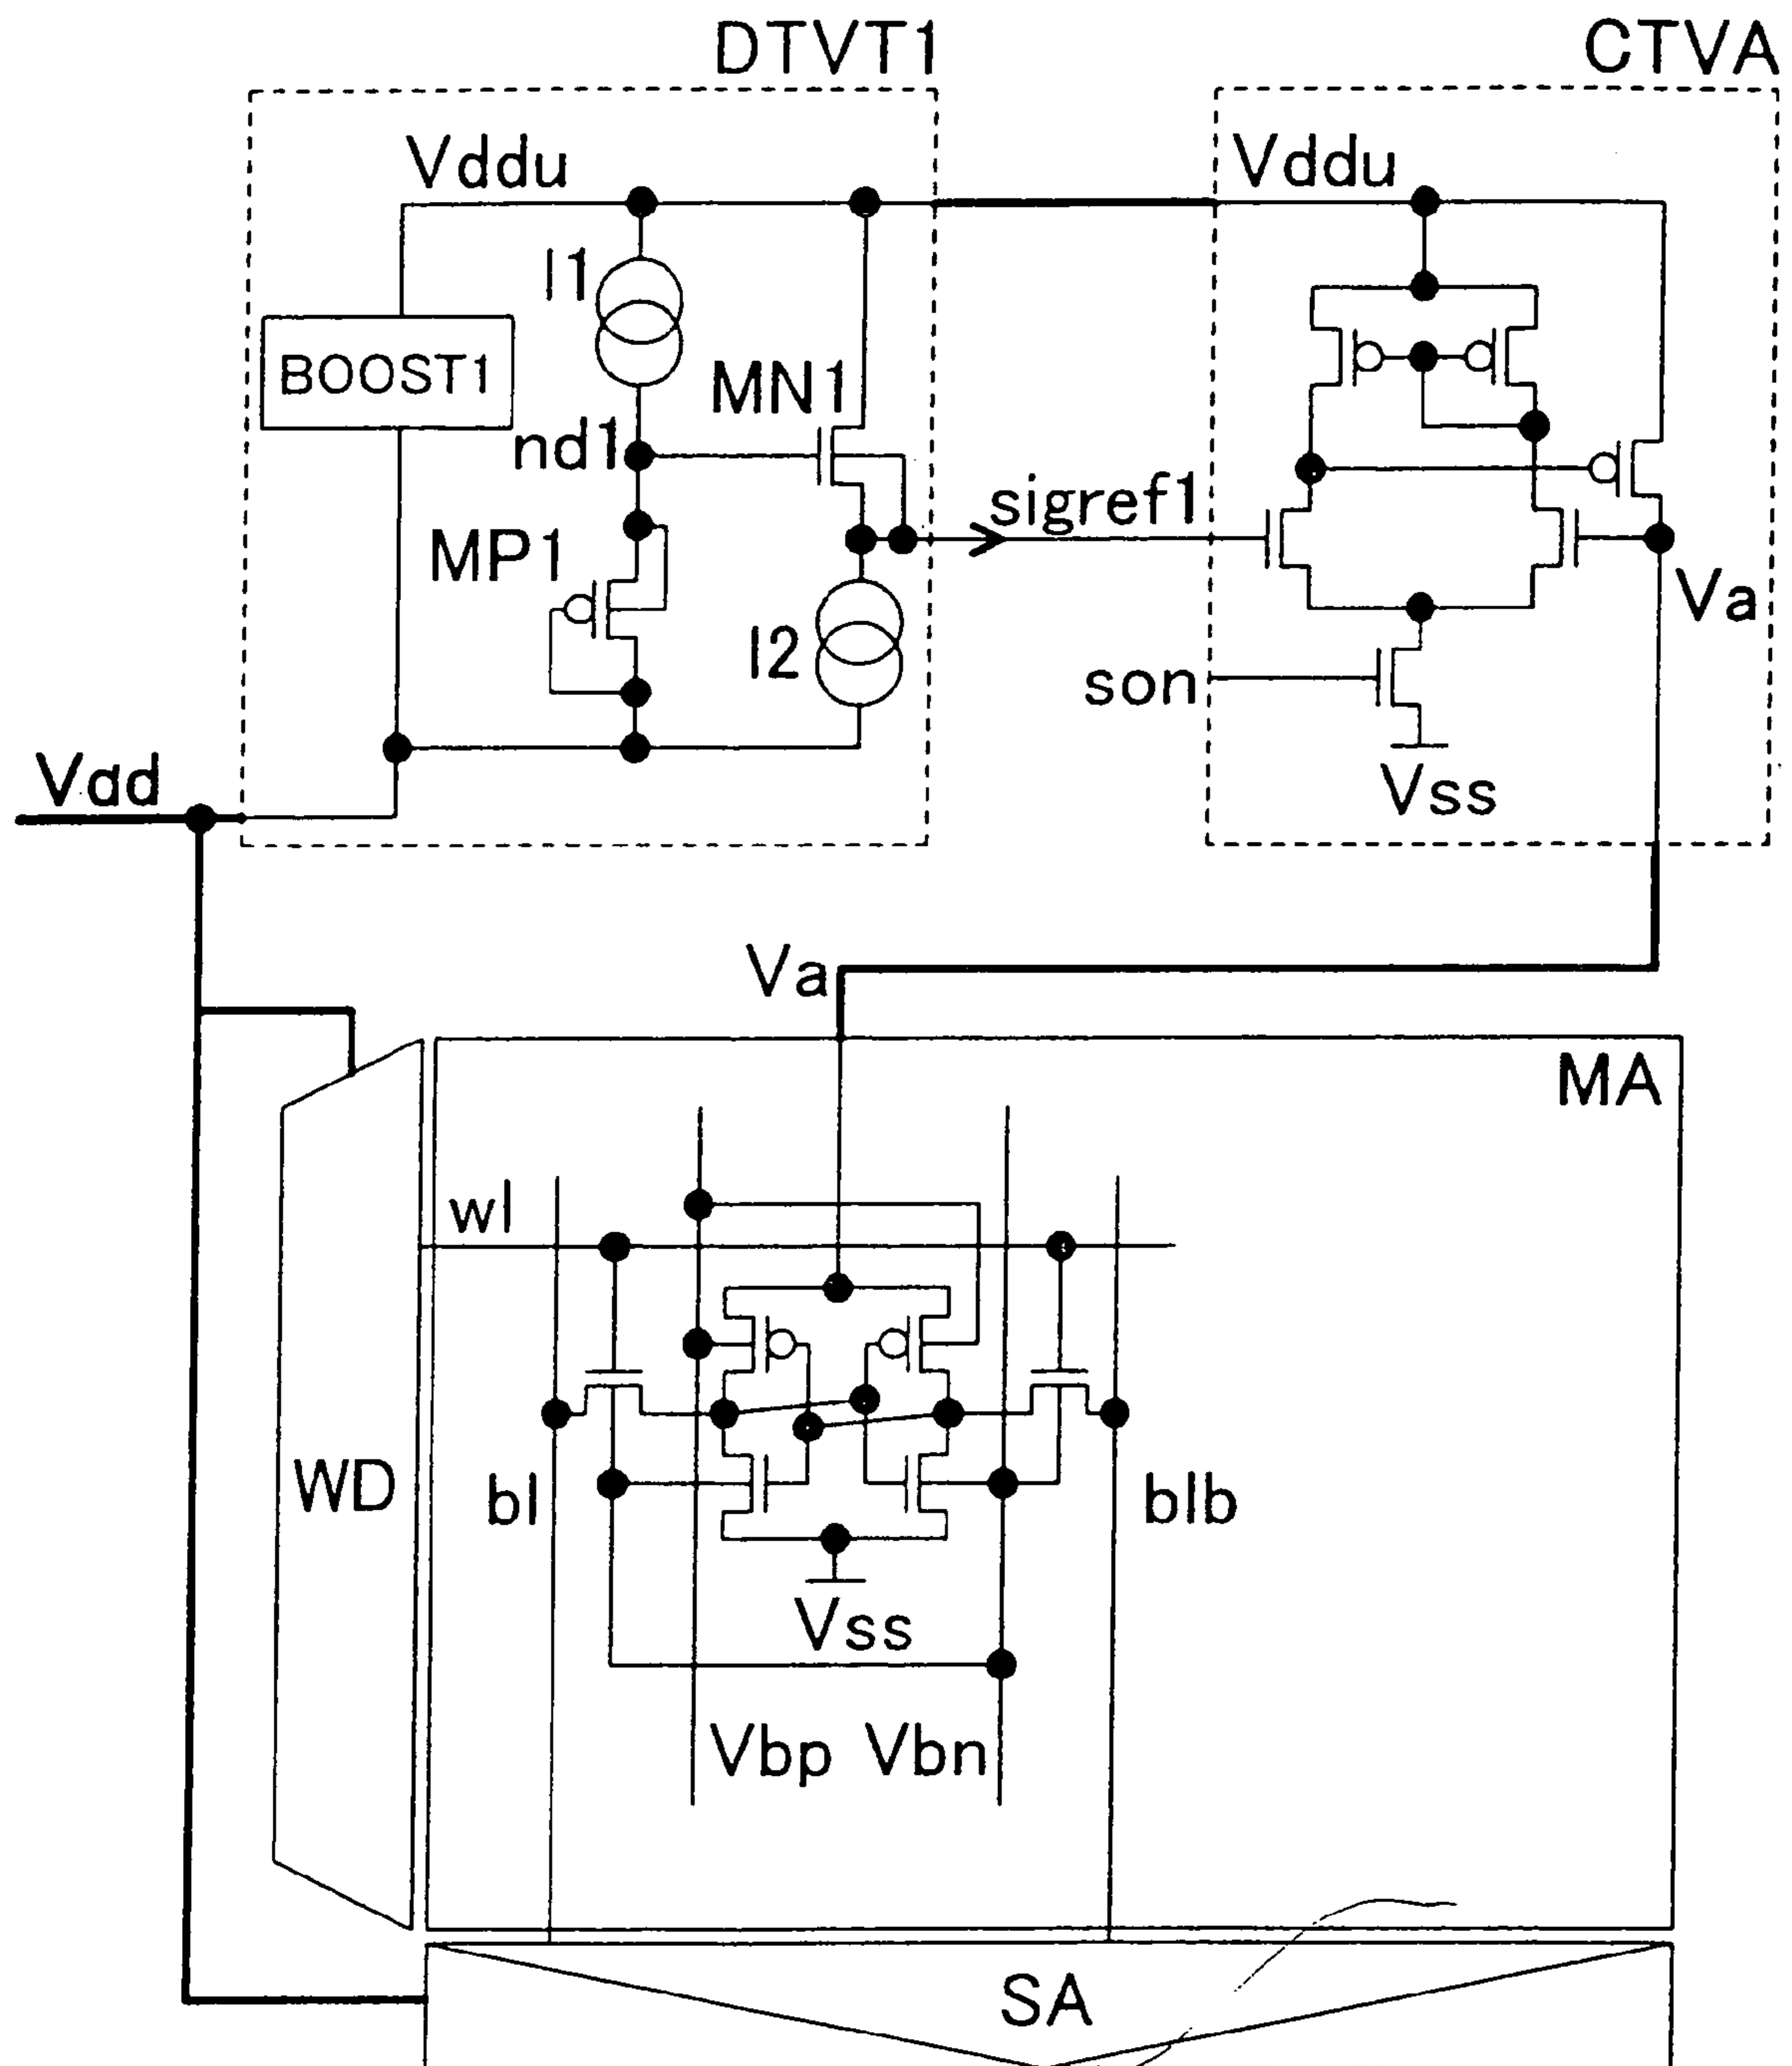 DTVT1
CTVA
Vddu
Vddu
I1
BOOST1
MN1
nd1
sigref1
MP1
Va
I2
son
Vdd
Vss
Va
MA
wl
WD
bl
blb
Vss
Vbp Vbn
SA